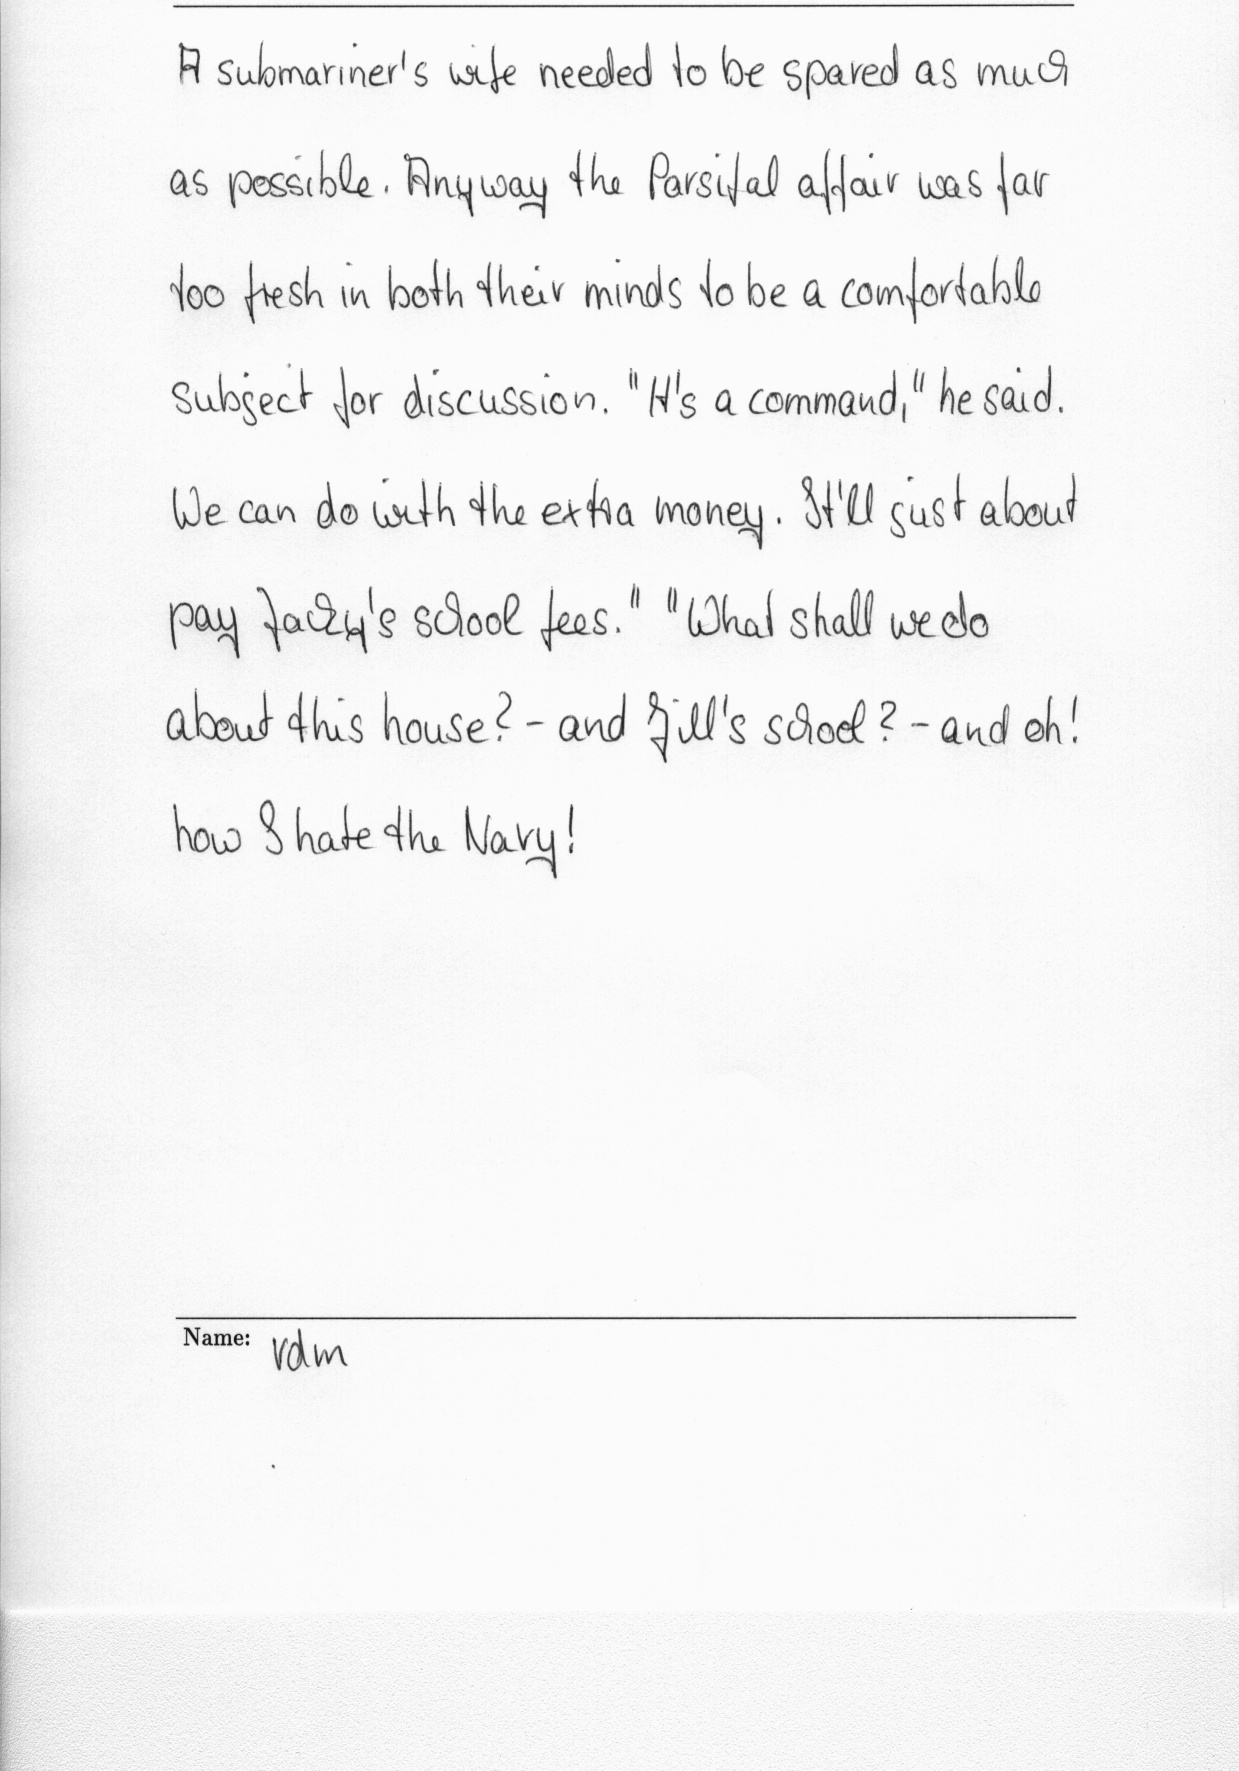 A submariner's wife needed to be spared as much
as possible. Anyway the Parsifal affair was far
too fresh in both their minds to be a comfortable
subject for discussion. "It's a command," he said.
We can do with the extra money. It'll just about
pay Jacky's school fees." "What shall we do
about this house? - and Jill's school? - and oh!
how I hate the Navy!
Name: vdm